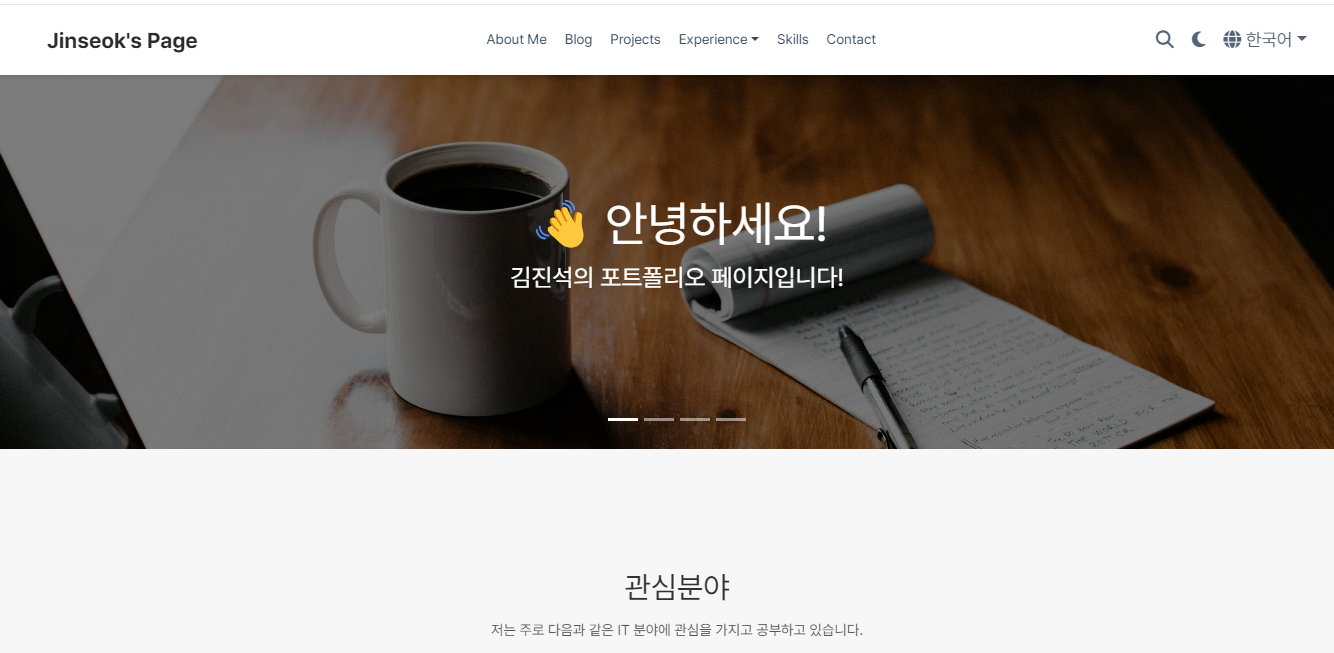 Jinseok's Page
About Me Blog Projects Experience Skills Contact
한국어
👋 안녕하세요!
김진석의 포트폴리오 페이지입니다!
THE WORLD
관심분야
저는 주로 다음과 같은 IT 분야에 관심을 가지고 공부하고 있습니다.